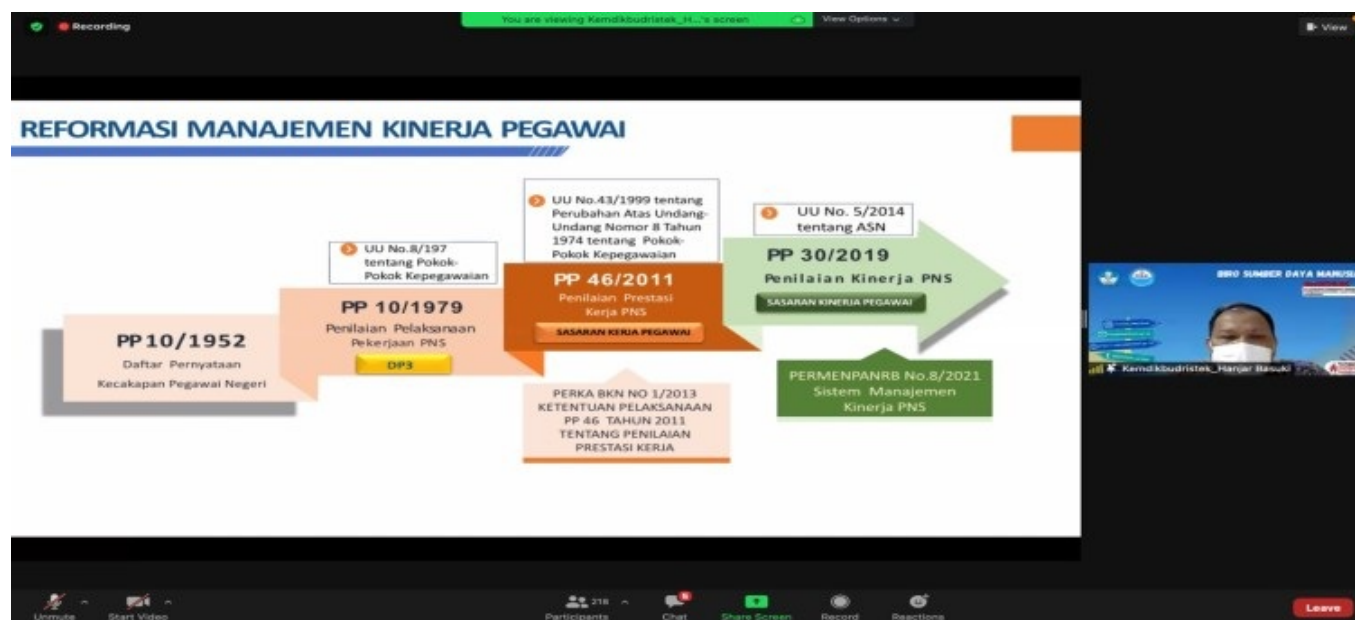 Recording
You are viewing Kemdikbudristek_H...'s screen
View Options
View
REFORMASI MANAJEMEN KINERJA PEGAWAI
PP 10/1952
Daftar Pernyataan
Kecakapan Pegawai Negeri
UU No.8/197
tentang Pokok-
Pokok Kepegawaian
PP 10/1979
Penilaian Pelaksanaan
Pekerjaan PNS
DP3
UU No.43/1999 tentang
Perubahan Atas Undang-
Undang Nomor 8 Tahun
1974 tentang Pokok-
Pokok Kepegawaian
PP 46/2011
Penilaian Prestasi
Kerja PNS
SASARAN KERJA PEGAWAI
PERKA BKN NO 1/2013
KETENTUAN PELAKSANAAN
PP 46 TAHUN 2011
TENTANG PENILAIAN
PRESTASI KERJA
UU No. 5/2014
tentang ASN
PP 30/2019
Penilaian Kinerja PNS
SASARAN KINERJA PEGAWAI
PERMENPANRB No.8/2021
Sistem Manajemen
Kinerja PNS
BIRO SUMBER DAYA MANUSIA
Kemdikbudristek_Hanjar Basuki
Unmute
Start Video
218
Participants
Chat
Share Screen
Record
Reactions
Leave